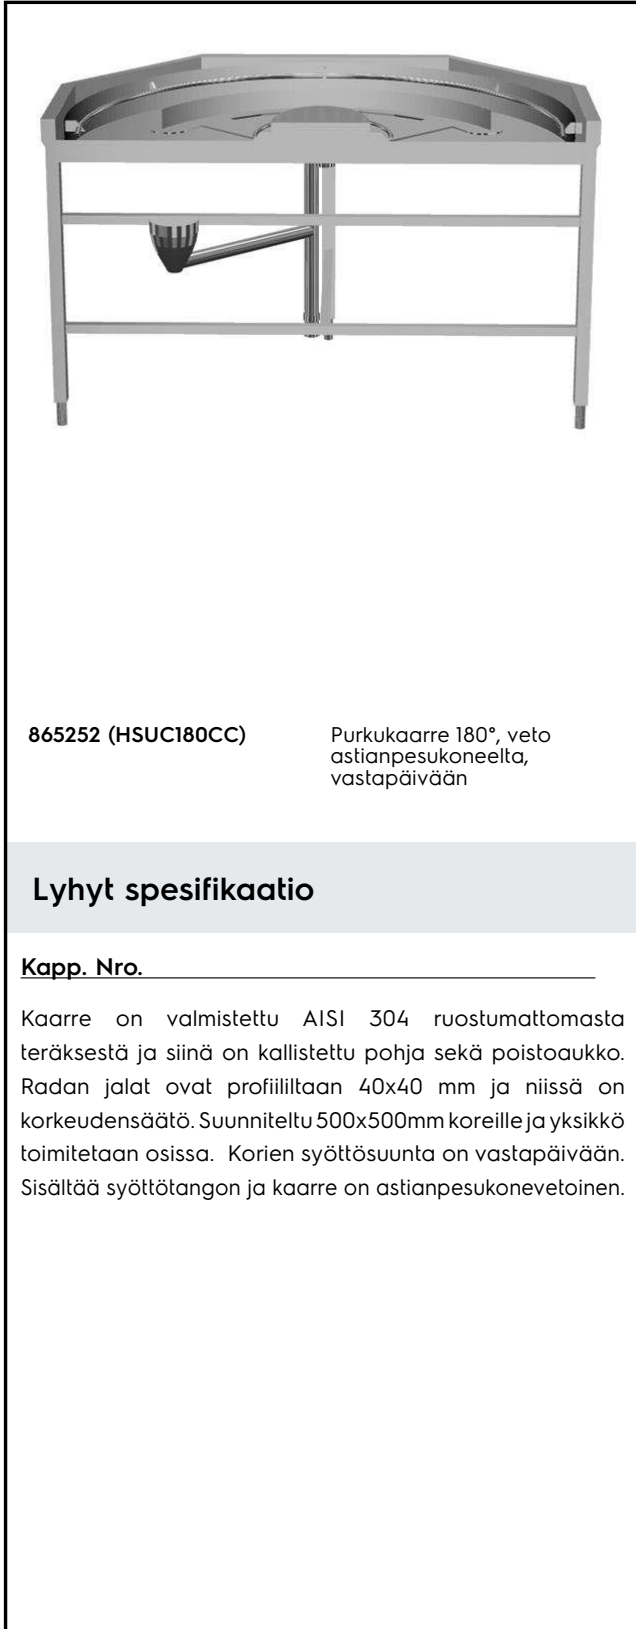 865252 (HSUC180CC)
Purkukaarre 180°, veto
astianpesukoneelta,
vastapäivään
Lyhyt spesifikaatio
Kapp. Nro.
Kaarre on valmistettu AISI 304 ruostumattomasta
teräksestä ja siinä on kallistettu pohja sekä poistoaukko.
Radan jalat ovat profiililtaan 40x40 mm ja niissä on
korkeudensäätö. Suunniteltu 500x500mm koreille ja yksikkö
toimitetaan osissa. Korien syöttösuunta on vastapäivään.
Sisältää syöttötangon ja kaarre on astianpesukonevetoinen.